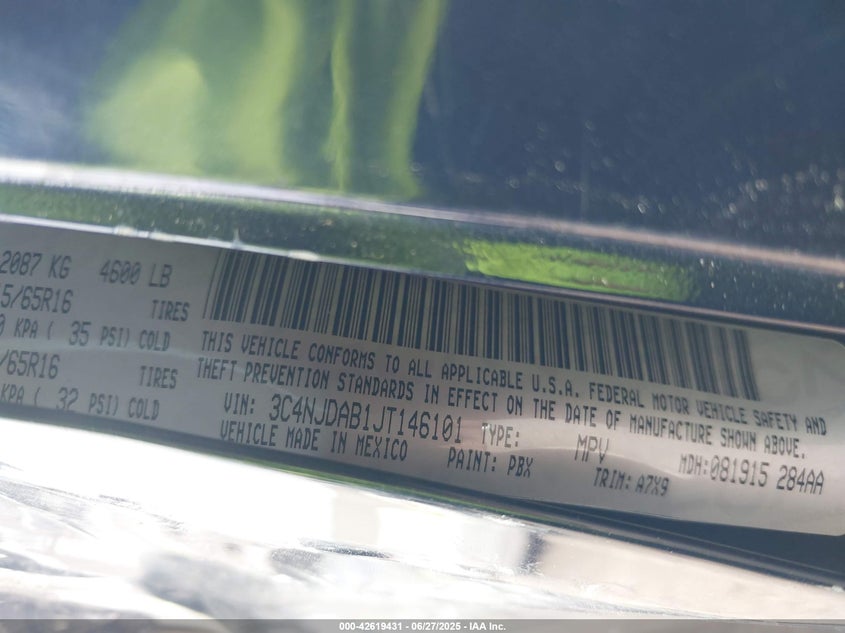 2087 KG 4600 LB
5/65R16 TIRES
0 KPA ( 35 PSI) COLD
/65R16 TIRES
KPA ( 32 PSI) COLD
THIS VEHICLE CONFORMS TO ALL APPLICABLE U.S.A. FEDERAL MOTOR VEHICLE SAFETY AND
THEFT PREVENTION STANDARDS IN EFFECT ON THE DATE OF MANUFACTURE SHOWN ABOVE.
VIN: 3C4NJDAB1JT146101 TYPE: MPV MDH:081915 284AA
VEHICLE MADE IN MEXICO PAINT: PBX TRIM: A7X9
000-42619431 - 06/27/2025 - IAA Inc.